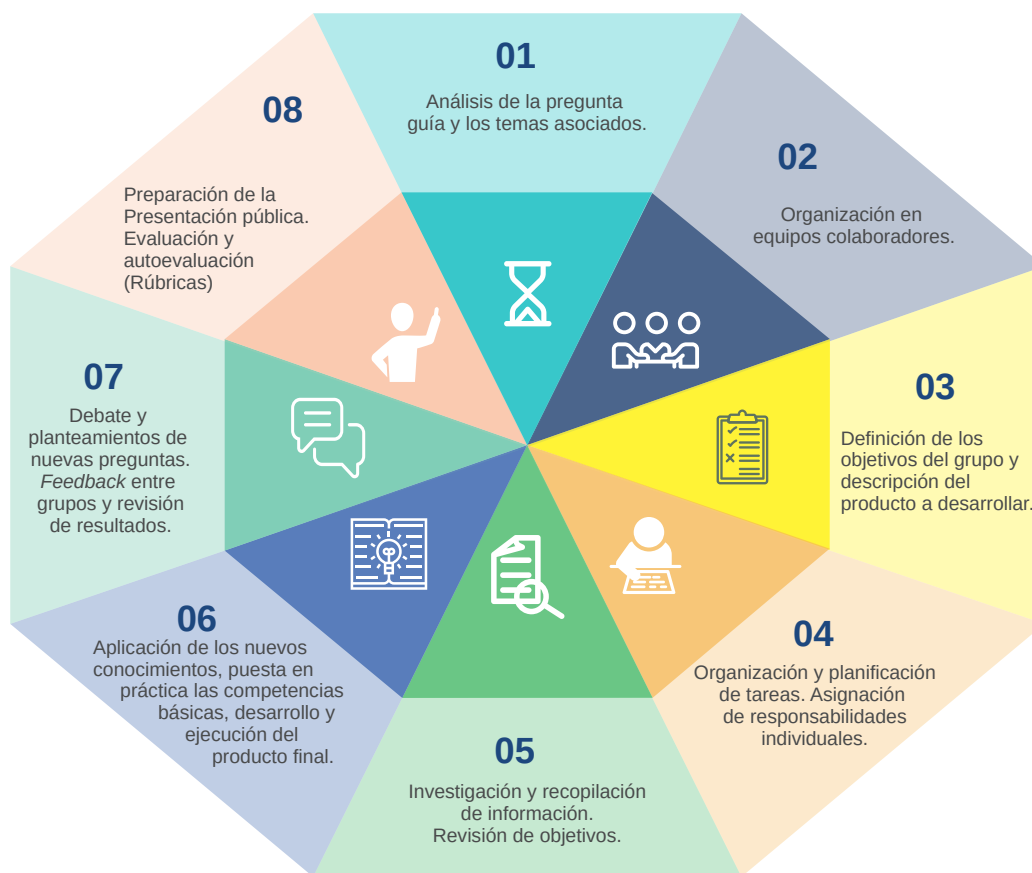 01
Análisis de la pregunta
guía y los temas asociados.
02
Organización en
equipos colaboradores.
03
Definición de los
objetivos del grupo y
descripción del
producto a desarrollar.
04
Organización y planificación
de tareas. Asignación
de responsabilidades
individuales.
05
Investigación y recopilación
de información.
Revisión de objetivos.
06
Aplicación de los nuevos
conocimientos, puesta en
práctica las competencias
básicas, desarrollo y
ejecución del
producto final.
07
Debate y
planteamientos de
nuevas preguntas.
Feedback entre
grupos y revisión
de resultados.
08
Preparación de la
Presentación pública.
Evaluación y
autoevaluación
(Rúbricas)